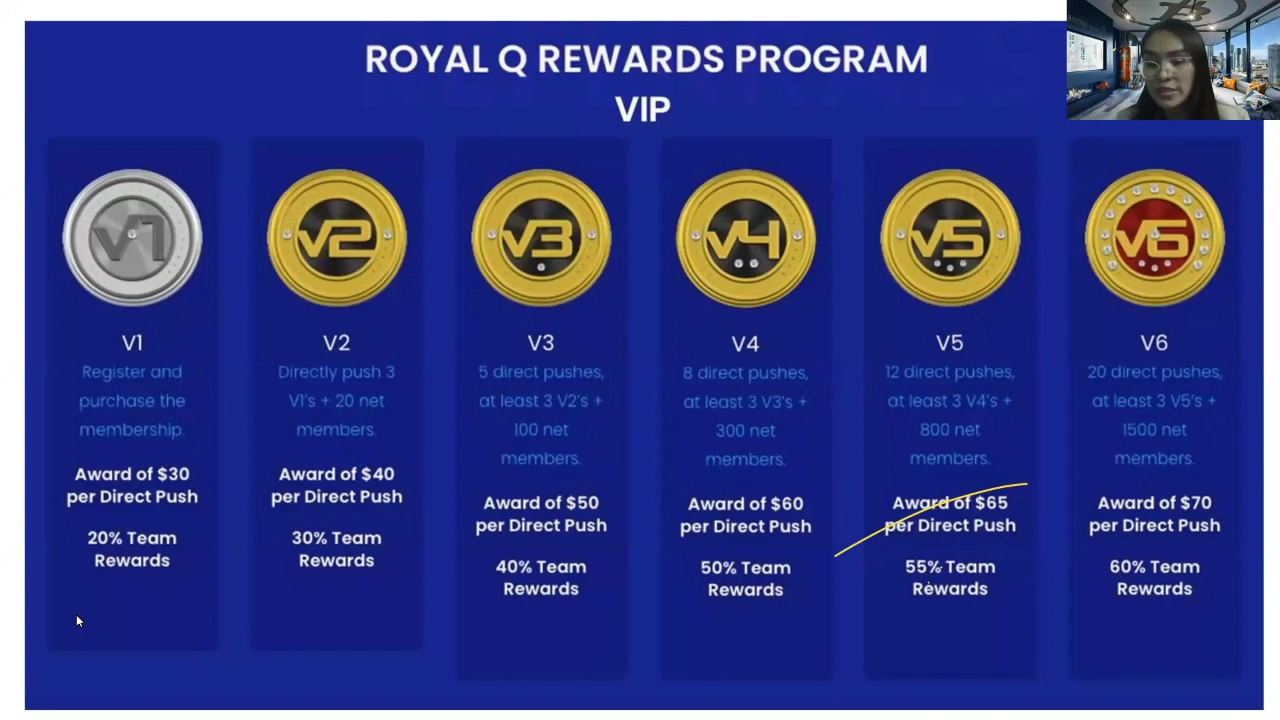 ROYAL Q REWARDS PROGRAM
VIP
V1
V1
Register and
purchase the
membership.
Award of $30
per Direct Push
20% Team
Rewards
V2
V2
Directly push 3
V1's + 20 net
members.
Award of $40
per Direct Push
30% Team
Rewards
V3
V3
5 direct pushes,
at least 3 V2's +
100 net
members.
Award of $50
per Direct Push
40% Team
Rewards
V4
V4
8 direct pushes,
at least 3 V3's +
300 net
members.
Award of $60
per Direct Push
50% Team
Rewards
V5
V5
12 direct pushes,
at least 3 V4's +
800 net
members.
Award of $65
per Direct Push
55% Team
Rewards
V6
V6
20 direct pushes,
at least 3 V5's +
1500 net
members.
Award of $70
per Direct Push
60% Team
Rewards